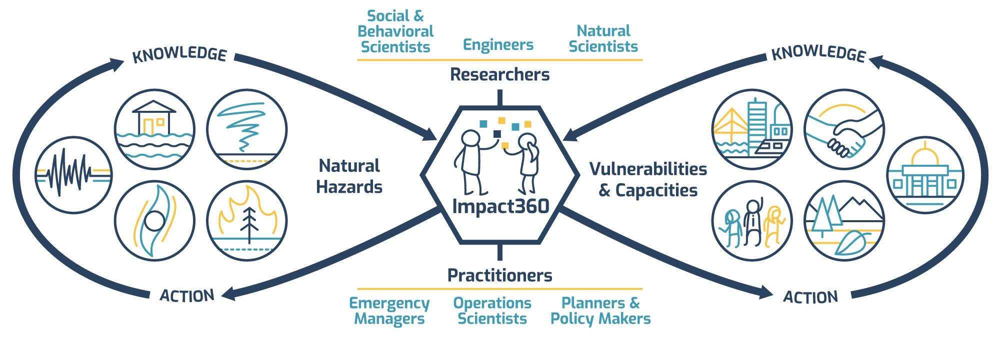 Social &
Behavioral
Scientists
Engineers
Natural
Scientists
Researchers
KNOWLEDGE
KNOWLEDGE
Natural
Hazards
Impact360
Vulnerabilities
& Capacities
ACTION
ACTION
Practitioners
Emergency
Managers
Operations
Scientists
Planners &
Policy Makers